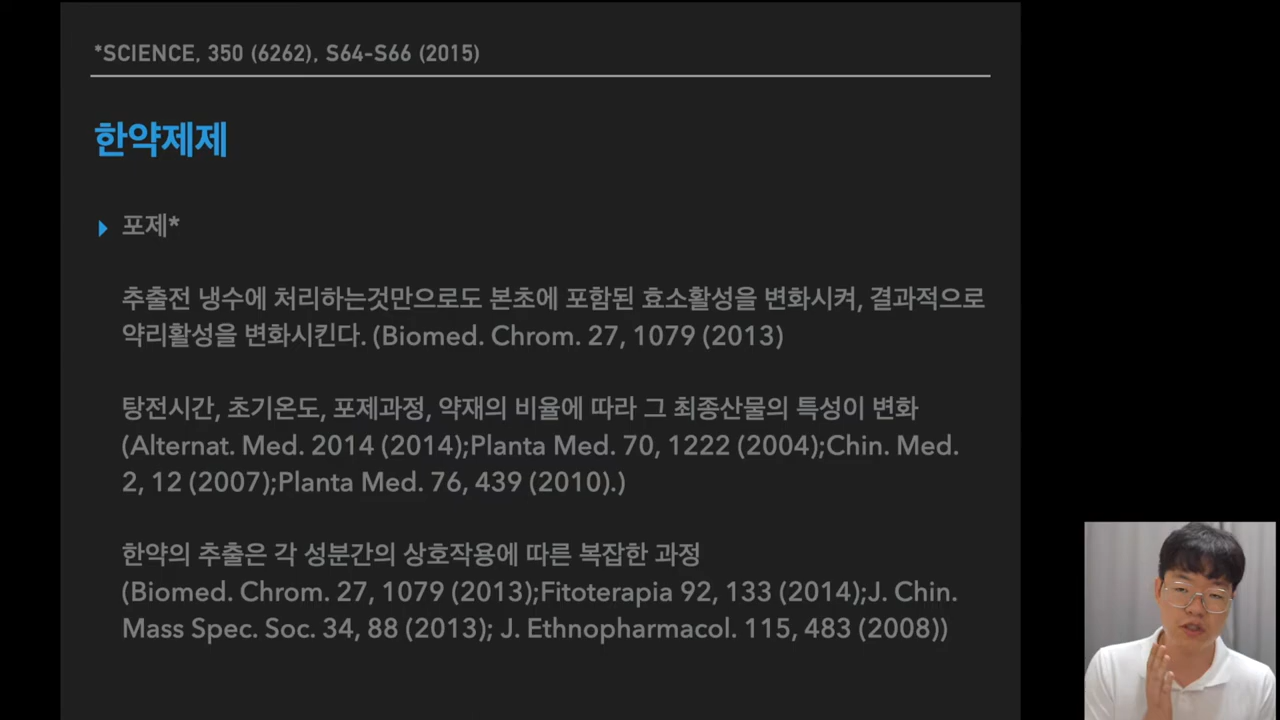 *SCIENCE, 350 (6262), S64-S66 (2015)
한약제제
포제*
추출전 냉수에 처리하는것만으로도 본초에 포함된 효소활성을 변화시켜, 결과적으로
약리활성을 변화시킨다. (Biomed. Chrom. 27, 1079 (2013)
탕전시간, 초기온도, 포제과정, 약재의 비율에 따라 그 최종산물의 특성이 변화
(Alternat. Med. 2014 (2014);Planta Med. 70, 1222 (2004);Chin. Med.
2, 12 (2007);Planta Med. 76, 439 (2010).)
한약의 추출은 각 성분간의 상호작용에 따른 복잡한 과정
(Biomed. Chrom. 27, 1079 (2013);Fitoterapia 92, 133 (2014);J. Chin.
Mass Spec. Soc. 34, 88 (2013); J. Ethnopharmacol. 115, 483 (2008))